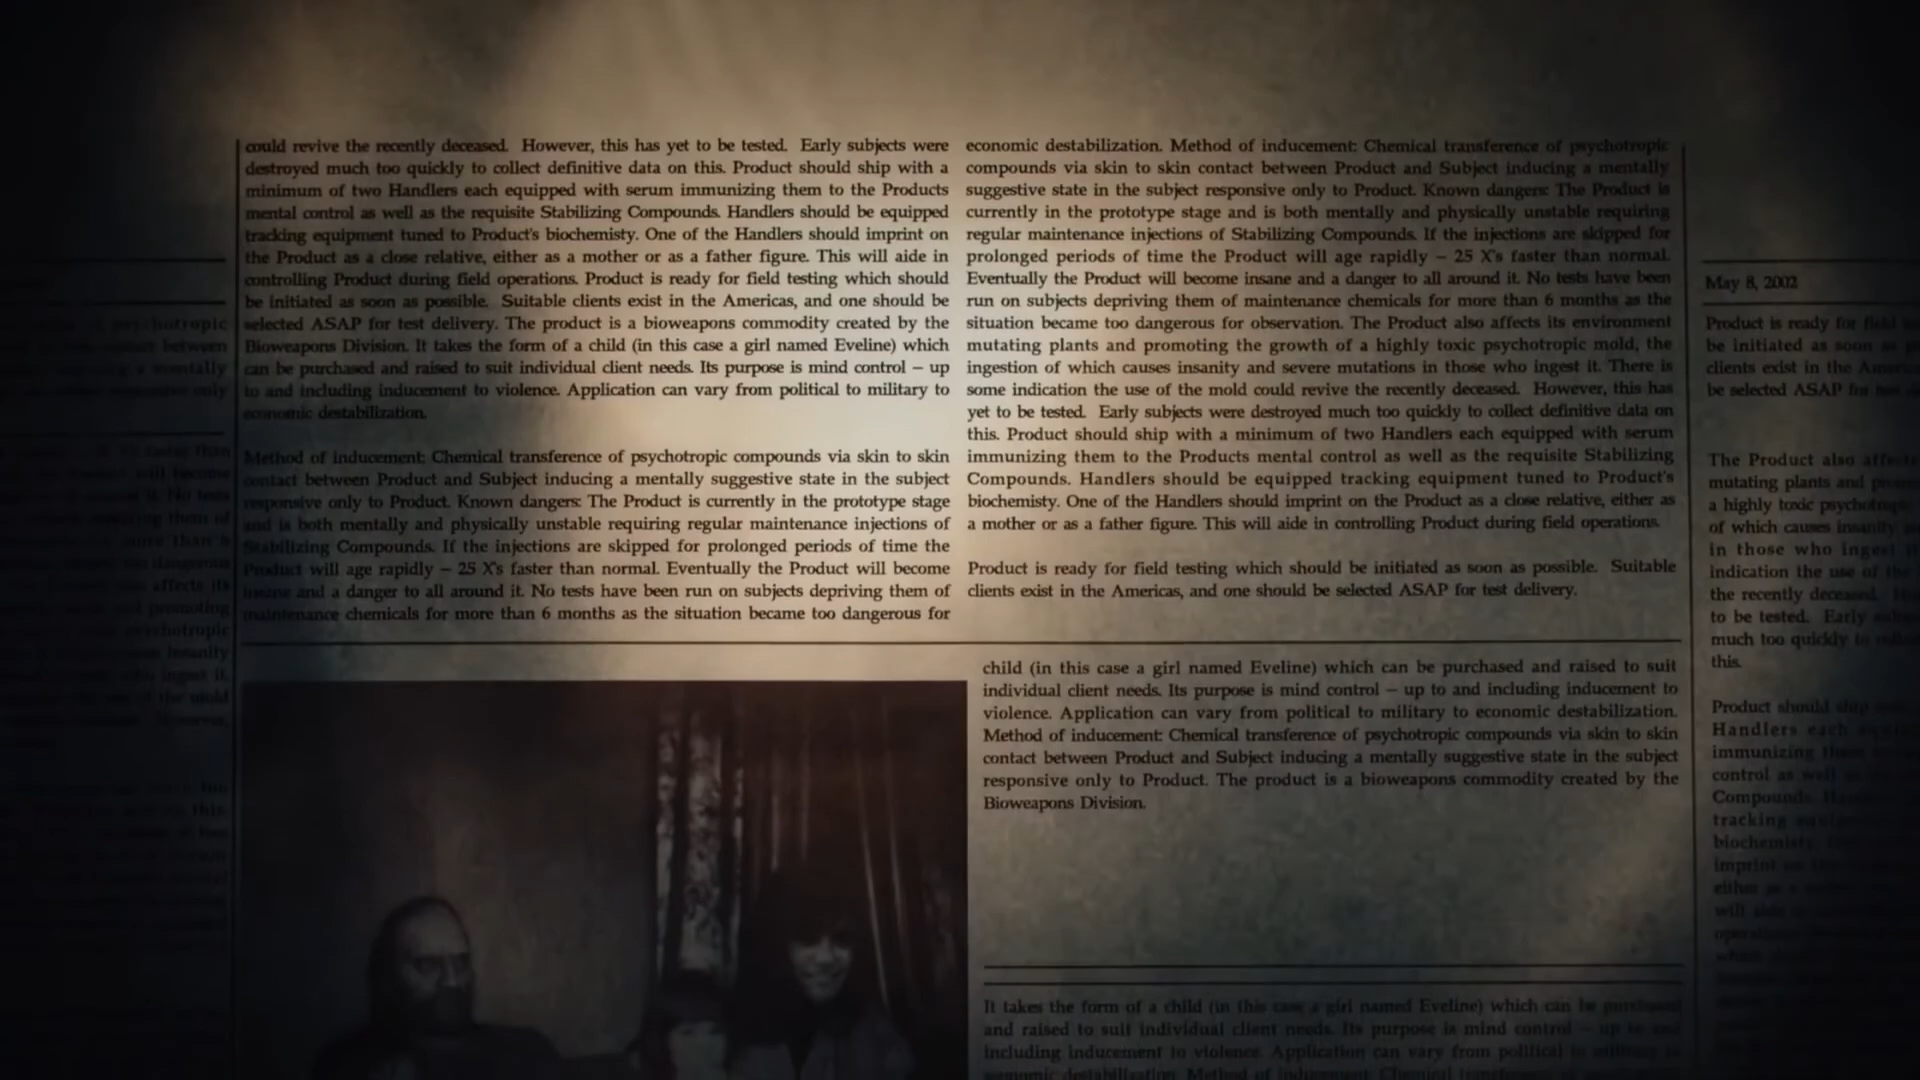 could revive the recently deceased. However, this has yet to be tested. Early subjects were
destroyed much too quickly to collect definitive data on this. Product should ship with a
minimum of two Handlers each equipped with serum immunizing them to the Products
mental control as well as the requisite Stabilizing Compounds. Handlers should be equipped
tracking equipment tuned to Product's biochemisty. One of the Handlers should imprint on
the Product as a close relative, either as a mother or as a father figure. This will aide in
controlling Product during field operations. Product is ready for field testing which should
be initiated as soon as possible. Suitable clients exist in the Americas, and one should be
selected ASAP for test delivery. The product is a bioweapons commodity created by the
Bioweapons Division. It takes the form of a child (in this case a girl named Eveline) which
can be purchased and raised to suit individual client needs. Its purpose is mind control – up
to and including inducement to violence. Application can vary from political to military to
economic destabilization.
Method of inducement: Chemical transference of psychotropic compounds via skin to skin
contact between Product and Subject inducing a mentally suggestive state in the subject
responsive only to Product. Known dangers: The Product is currently in the prototype stage
and is both mentally and physically unstable requiring regular maintenance injections of
Stabilizing Compounds. If the injections are skipped for prolonged periods of time the
Product will age rapidly – 25 X's faster than normal. Eventually the Product will become
insane and a danger to all around it. No tests have been run on subjects depriving them of
maintenance chemicals for more than 6 months as the situation became too dangerous for
economic destabilization. Method of inducement: Chemical transference of psychotropic
compounds via skin to skin contact between Product and Subject inducing a mentally
suggestive state in the subject responsive only to Product. Known dangers: The Product is
currently in the prototype stage and is both mentally and physically unstable requiring
regular maintenance injections of Stabilizing Compounds. If the injections are skipped for
prolonged periods of time the Product will age rapidly – 25 X's faster than normal.
Eventually the Product will become insane and a danger to all around it. No tests have been
run on subjects depriving them of maintenance chemicals for more than 6 months as the
situation became too dangerous for observation. The Product also affects its environment
mutating plants and promoting the growth of a highly toxic psychotropic mold, the
ingestion of which causes insanity and severe mutations in those who ingest it. There is
some indication the use of the mold could revive the recently deceased. However, this has
yet to be tested. Early subjects were destroyed much too quickly to collect definitive data on
this. Product should ship with a minimum of two Handlers each equipped with serum
immunizing them to the Products mental control as well as the requisite Stabilizing
Compounds. Handlers should be equipped tracking equipment tuned to Product's
biochemisty. One of the Handlers should imprint on the Product as a close relative, either as
a mother or as a father figure. This will aide in controlling Product during field operations.
Product is ready for field testing which should be initiated as soon as possible. Suitable
clients exist in the Americas, and one should be selected ASAP for test delivery.
child (in this case a girl named Eveline) which can be purchased and raised to suit
individual client needs. Its purpose is mind control – up to and including inducement to
violence. Application can vary from political to military to economic destabilization.
Method of inducement: Chemical transference of psychotropic compounds via skin to skin
contact between Product and Subject inducing a mentally suggestive state in the subject
responsive only to Product. The product is a bioweapons commodity created by the
Bioweapons Division.
It takes the form of a child (in this case a girl named Eveline) which can be purchased
and raised to suit individual client needs. Its purpose is mind control – up to and
including inducement to violence. Application can vary from political to military to
economic destabilization. Method of inducement: Chemical
May 8, 2002
Product is ready for field
be initiated as soon as
clients exist in the
be selected ASAP for
The Product also
mutating plants and
a highly toxic
of which causes insanity
in those who ingest
indication the use of
the recently deceased.
to be tested. Early
much too quickly to
this.
Product should ship
Handlers each
immunizing
control as well
Compounds.
tracking
biochemisty.
imprint
either
will
psychotropic
between
mentally
only